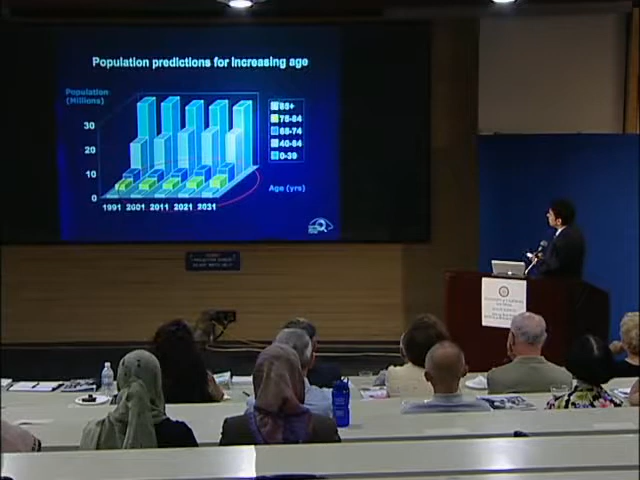 Population predictions for increasing age
Population
(Millions)
30
20
10
0
1991 2001 2011 2021 2031
85+
75-84
65-74
40-64
0-39
Age (yrs)